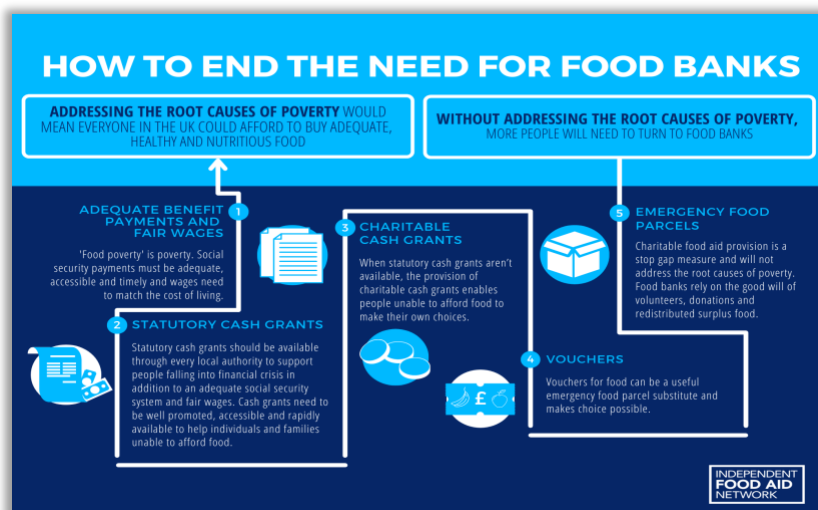 HOW TO END THE NEED FOR FOOD BANKS
ADDRESSING THE ROOT CAUSES OF POVERTY WOULD
MEAN EVERYONE IN THE UK COULD AFFORD TO BUY ADEQUATE,
HEALTHY AND NUTRITIOUS FOOD
WITHOUT ADDRESSING THE ROOT CAUSES OF POVERTY,
MORE PEOPLE WILL NEED TO TURN TO FOOD BANKS
1
ADEQUATE BENEFIT
PAYMENTS AND
FAIR WAGES
'Food poverty' is poverty. Social
security payments must be adequate,
accessible and timely and wages need
to match the cost of living.
2
STATUTORY CASH GRANTS
Statutory cash grants should be available
through every local authority to support
people falling into financial crisis in
addition to an adequate social security
system and fair wages. Cash grants need to
be well promoted, accessible and rapidly
available to help individuals and families
unable to afford food.
3
CHARITABLE
CASH GRANTS
When statutory cash grants aren't
available, the provision of
charitable cash grants enables
people unable to afford food to
make their own choices.
4
VOUCHERS
£
Vouchers for food can be a useful
emergency food parcel substitute and
makes choice possible.
5
EMERGENCY FOOD
PARCELS
Charitable food aid provision is a
stop gap measure and will not
address the root causes of poverty.
Food banks rely on the good will of
volunteers, donations and
redistributed surplus food.
INDEPENDENT
FOOD AID
NETWORK